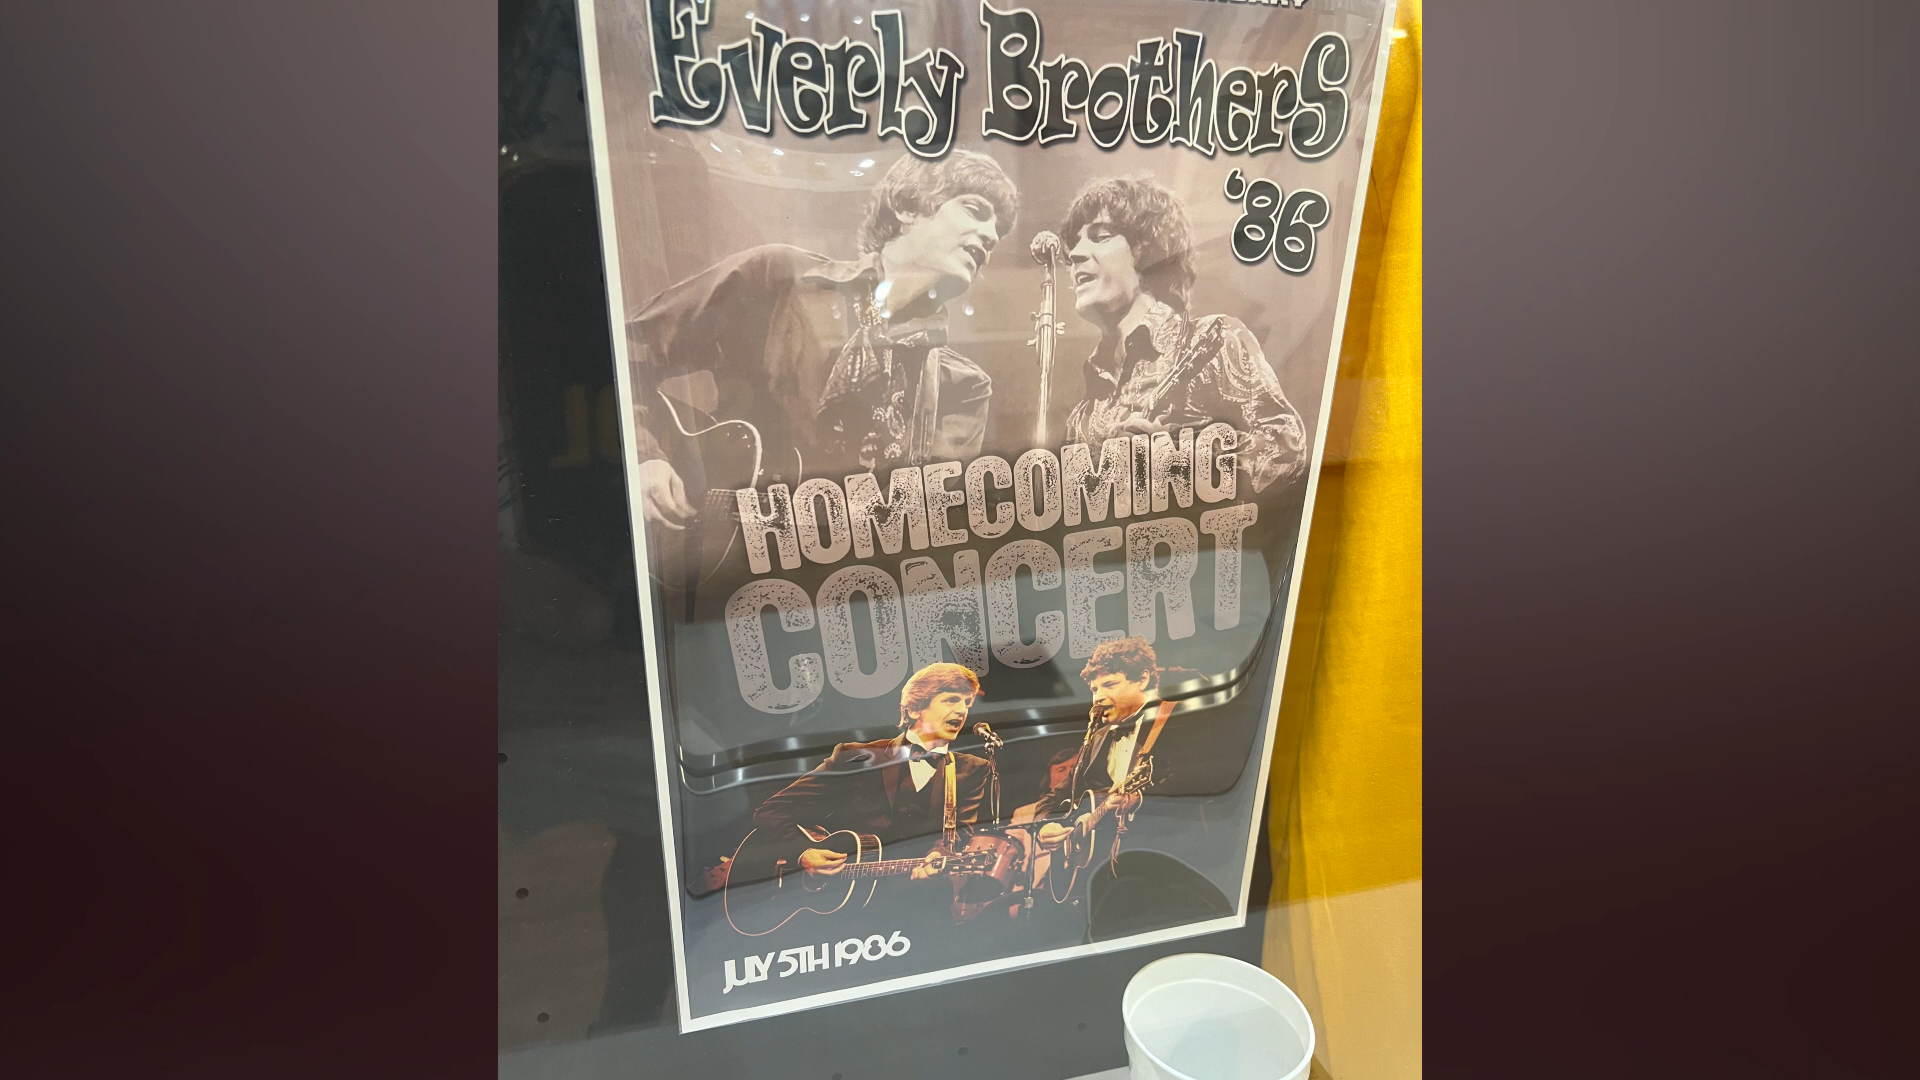 Everly Brothers
'86
HOMECOMING
CONCERT
JULY 5TH 1986